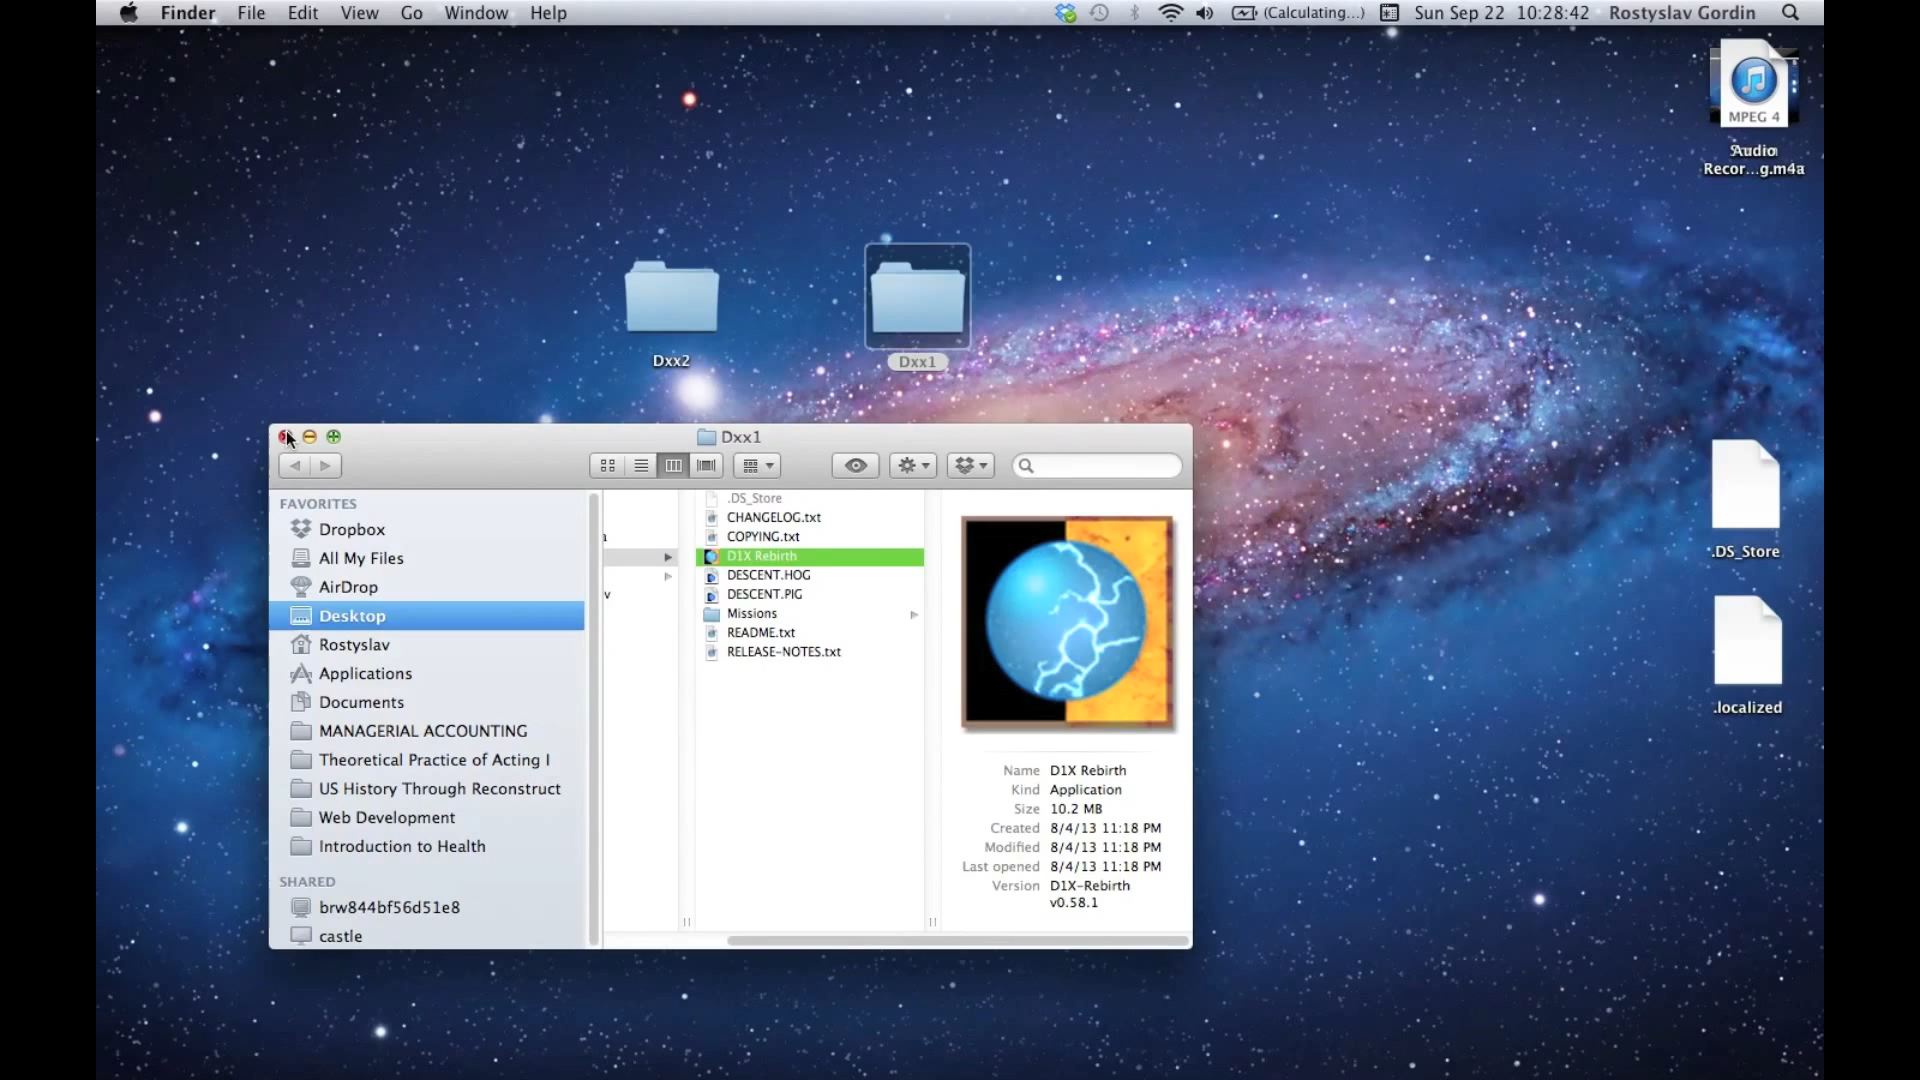 Finder File Edit View Go Window Help (Calculating...) Sun Sep 22 10:28:42 Rostyslav Gordin
MPEG 4
Audio
Recor...g.m4a
Dxx2
Dxx1
.DS_Store
.localized
Dxx1
FAVORITES
Dropbox
All My Files
AirDrop
Desktop
Rostyslav
Applications
Documents
MANAGERIAL ACCOUNTING
Theoretical Practice of Acting I
US History Through Reconstruct
Web Development
Introduction to Health
SHARED
brw844bf56d51e8
castle
.DS_Store
CHANGELOG.txt
COPYING.txt
D1X Rebirth
DESCENT.HOG
DESCENT.PIG
Missions
README.txt
RELEASE-NOTES.txt
Name D1X Rebirth
Kind Application
Size 10.2 MB
Created 8/4/13 11:18 PM
Modified 8/4/13 11:18 PM
Last opened 8/4/13 11:18 PM
Version D1X-Rebirth
v0.58.1